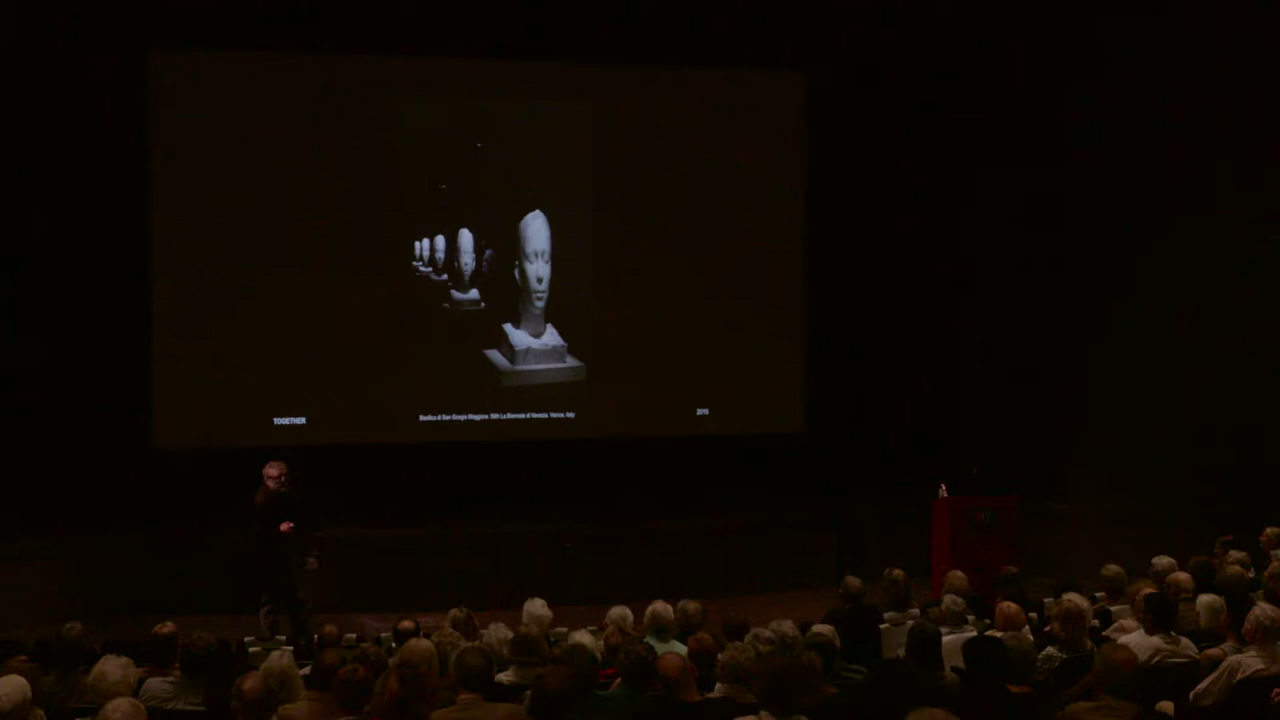 TOGETHER
Basilica di San Giorgio Maggiore. 56th La Biennale di Venezia. Venice, Italy
2015